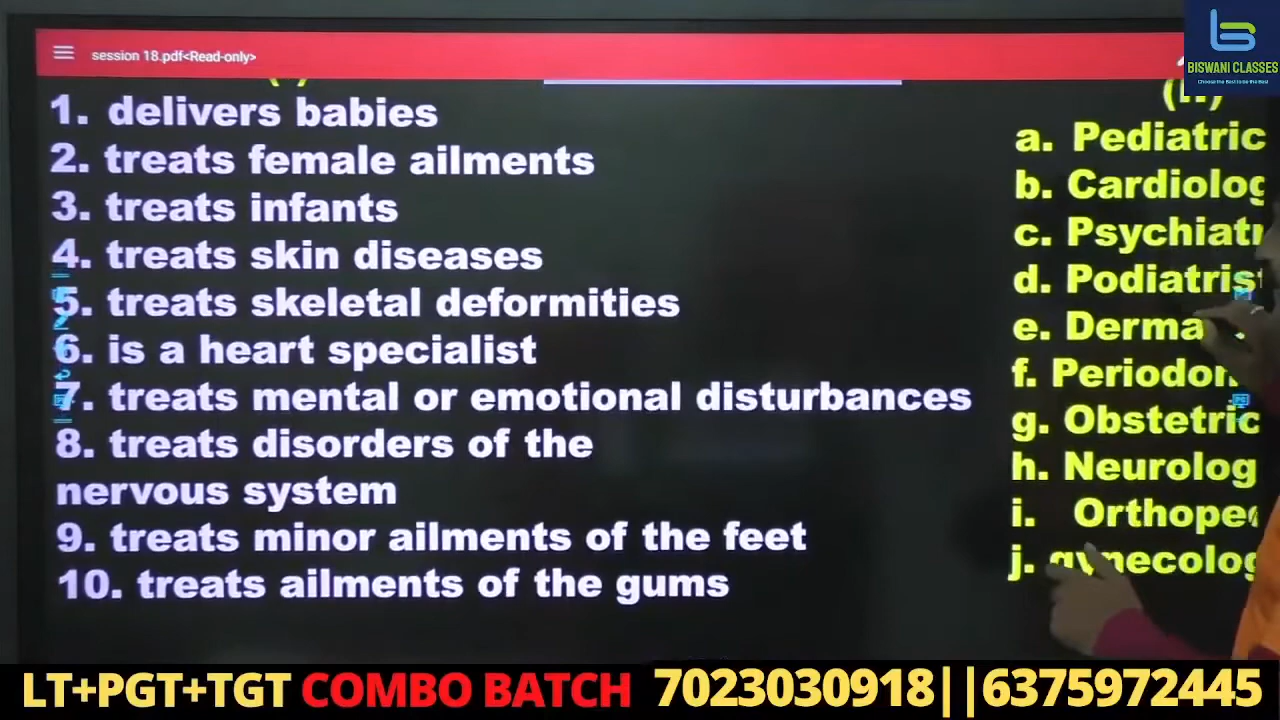 session 18.pdf<Read-only>
BISWANI CLASSES
1. delivers babies
2. treats female ailments
3. treats infants
4. treats skin diseases
5. treats skeletal deformities
6. is a heart specialist
7. treats mental or emotional disturbances
8. treats disorders of the
nervous system
9. treats minor ailments of the feet
10. treats ailments of the gums
a. Pediatric
b. Cardiolog
c. Psychiatr
d. Podiatrist
e. Derma
f. Periodon
g. Obstetric
h. Neurolog
i. Orthoped
j. gynecolog
LT+PGT+TGT COMBO BATCH 7023030918||6375972445